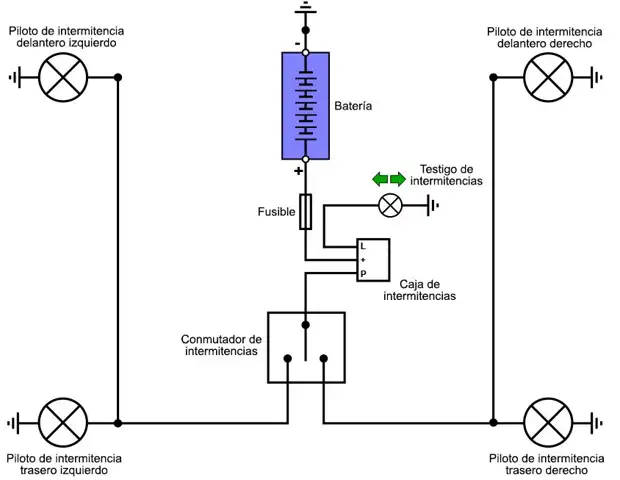 Piloto de intermitencia
delantero izquierdo
Piloto de intermitencia
delantero derecho
-
Batería
+
Testigo de
intermitencias
Fusible
L
+
P
Caja de
intermitencias
Conmutador de
intermitencias
Piloto de intermitencia
trasero izquierdo
Piloto de intermitencia
trasero derecho